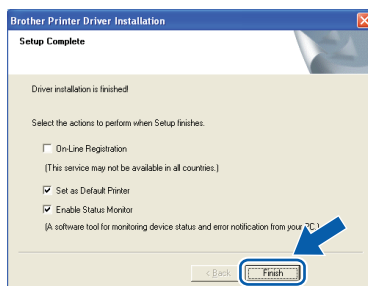 Brother Printer Driver Installation
Setup Complete
Driver installation is finished!
Select the actions to perform when Setup finishes.
On-Line Registration
(This service may not be available in all countries.)
Set as Default Printer
Enable Status Monitor
(A software tool for monitoring device status and error notification from your PC.)
< Back
Finish